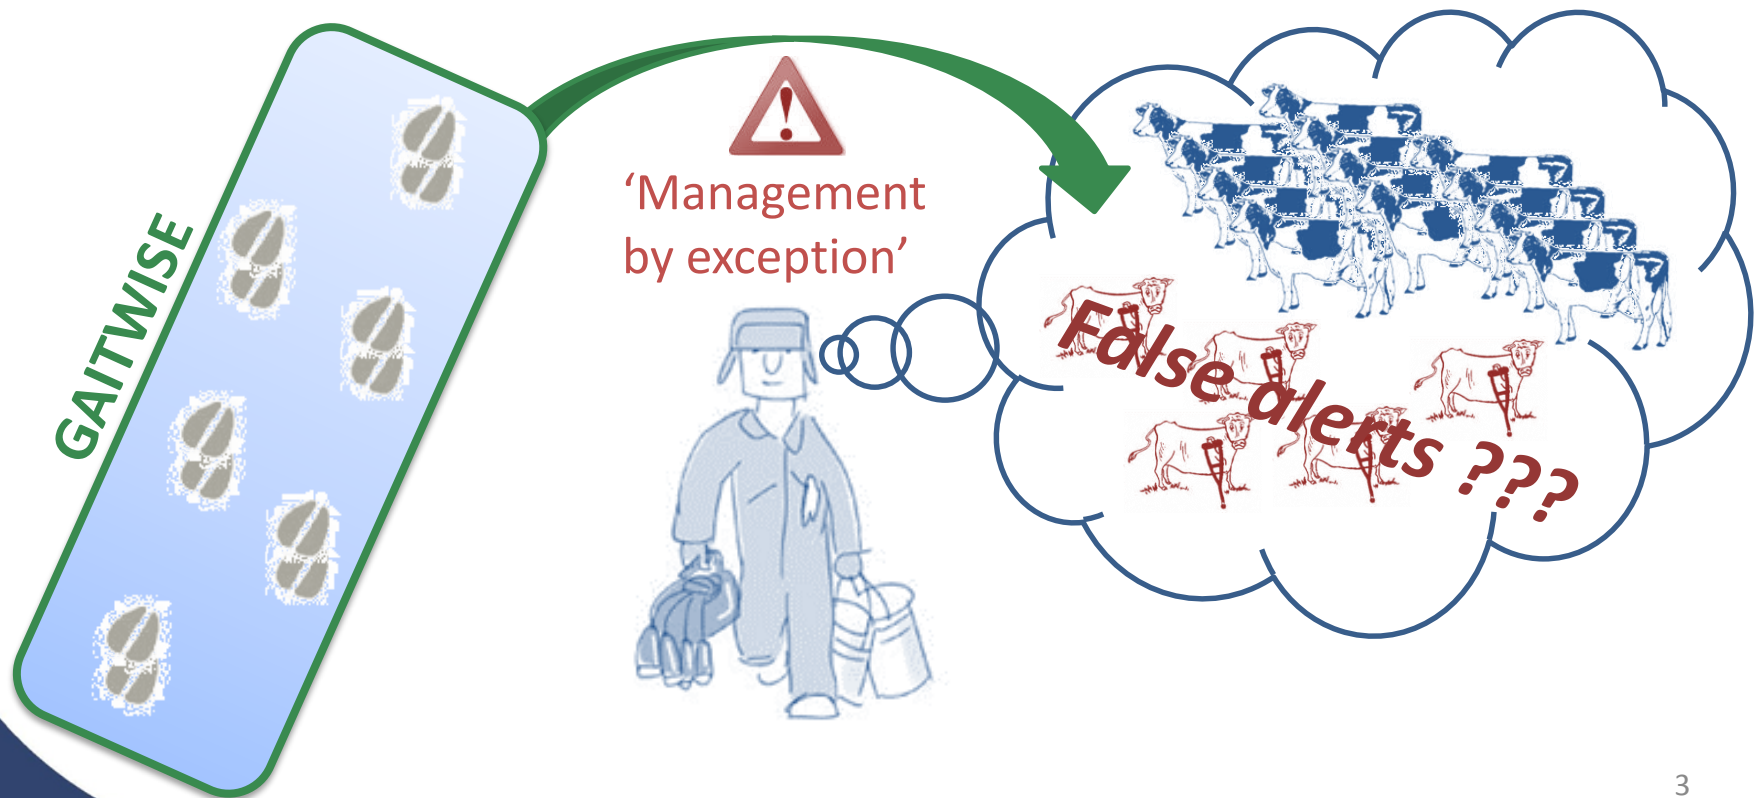 GAITWISE
‘Management
by exception’
False alerts ???
3